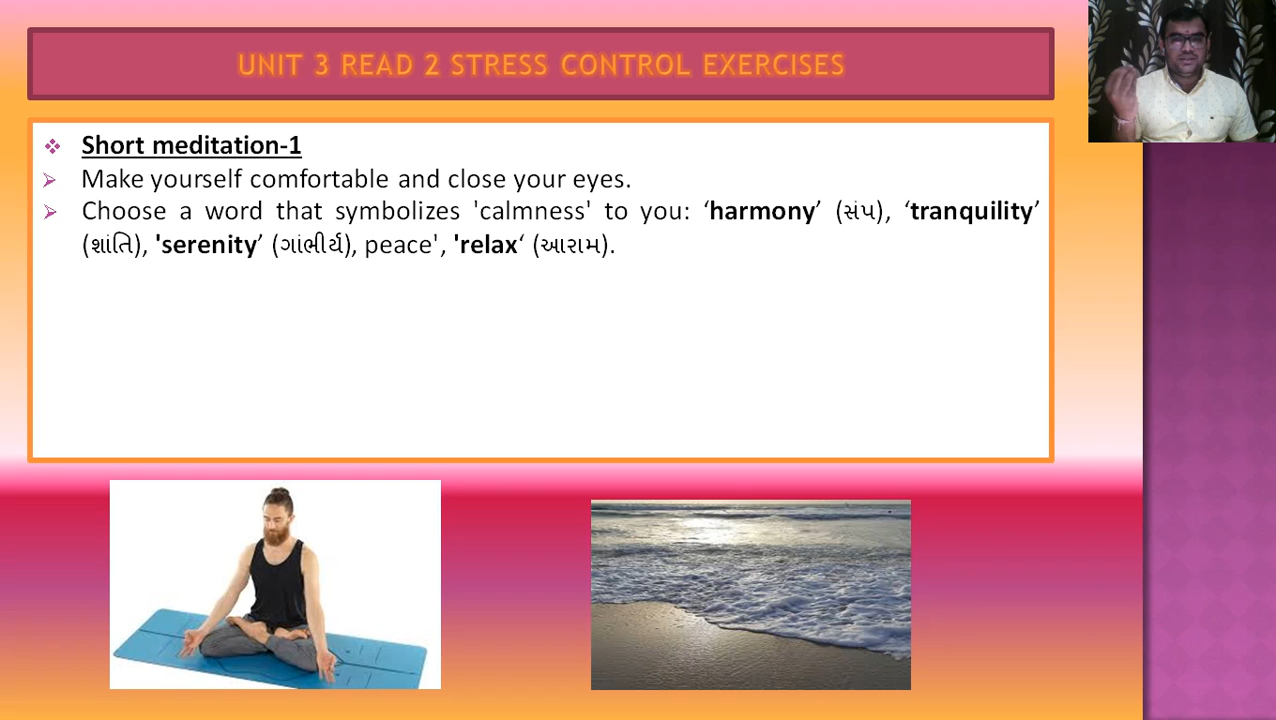 UNIT 3 READ 2 STRESS CONTROL EXERCISES
Short meditation-1
Make yourself comfortable and close your eyes.
Choose a word that symbolizes 'calmness' to you: ‘harmony’ (સંપ), ‘tranquility’
(શાંતિ), 'serenity’ (ગાંભીર્ય), peace', 'relax‘ (આરામ).